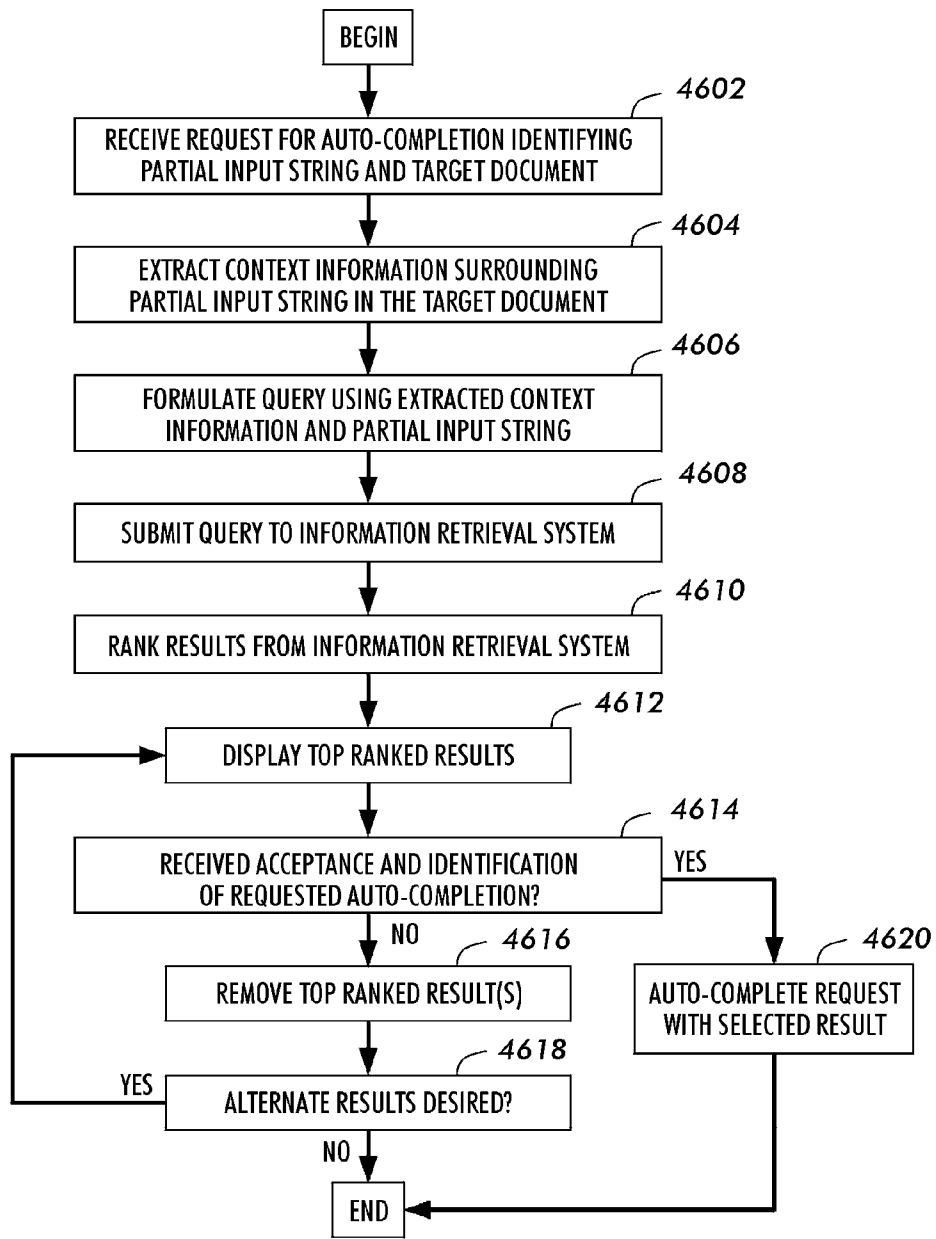 BEGIN
4602
RECEIVE REQUEST FOR AUTO-COMPLETION IDENTIFYING
PARTIAL INPUT STRING AND TARGET DOCUMENT
4604
EXTRACT CONTEXT INFORMATION SURROUNDING
PARTIAL INPUT STRING IN THE TARGET DOCUMENT
4606
FORMULATE QUERY USING EXTRACTED CONTEXT
INFORMATION AND PARTIAL INPUT STRING
4608
SUBMIT QUERY TO INFORMATION RETRIEVAL SYSTEM
4610
RANK RESULTS FROM INFORMATION RETRIEVAL SYSTEM
4612
DISPLAY TOP RANKED RESULTS
4614
RECEIVED ACCEPTANCE AND IDENTIFICATION
OF REQUESTED AUTO-COMPLETION?
YES
NO
4616
REMOVE TOP RANKED RESULT(S)
4620
AUTO-COMPLETE REQUEST
WITH SELECTED RESULT
4618
ALTERNATE RESULTS DESIRED?
YES
NO
END